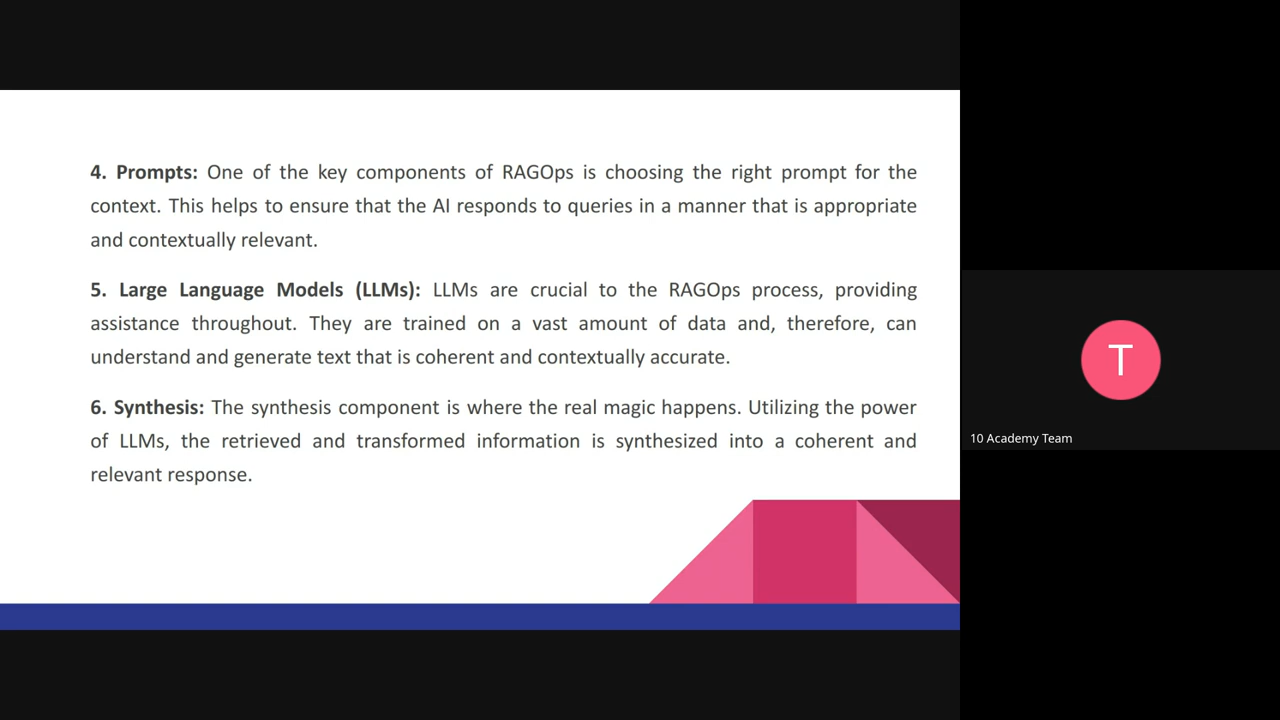 4. Prompts: One of the key components of RAGOps is choosing the right prompt for the
context. This helps to ensure that the AI responds to queries in a manner that is appropriate
and contextually relevant.
5. Large Language Models (LLMs): LLMs are crucial to the RAGOps process, providing
assistance throughout. They are trained on a vast amount of data and, therefore, can
understand and generate text that is coherent and contextually accurate.
6. Synthesis: The synthesis component is where the real magic happens. Utilizing the power
of LLMs, the retrieved and transformed information is synthesized into a coherent and
relevant response.
T
10 Academy Team